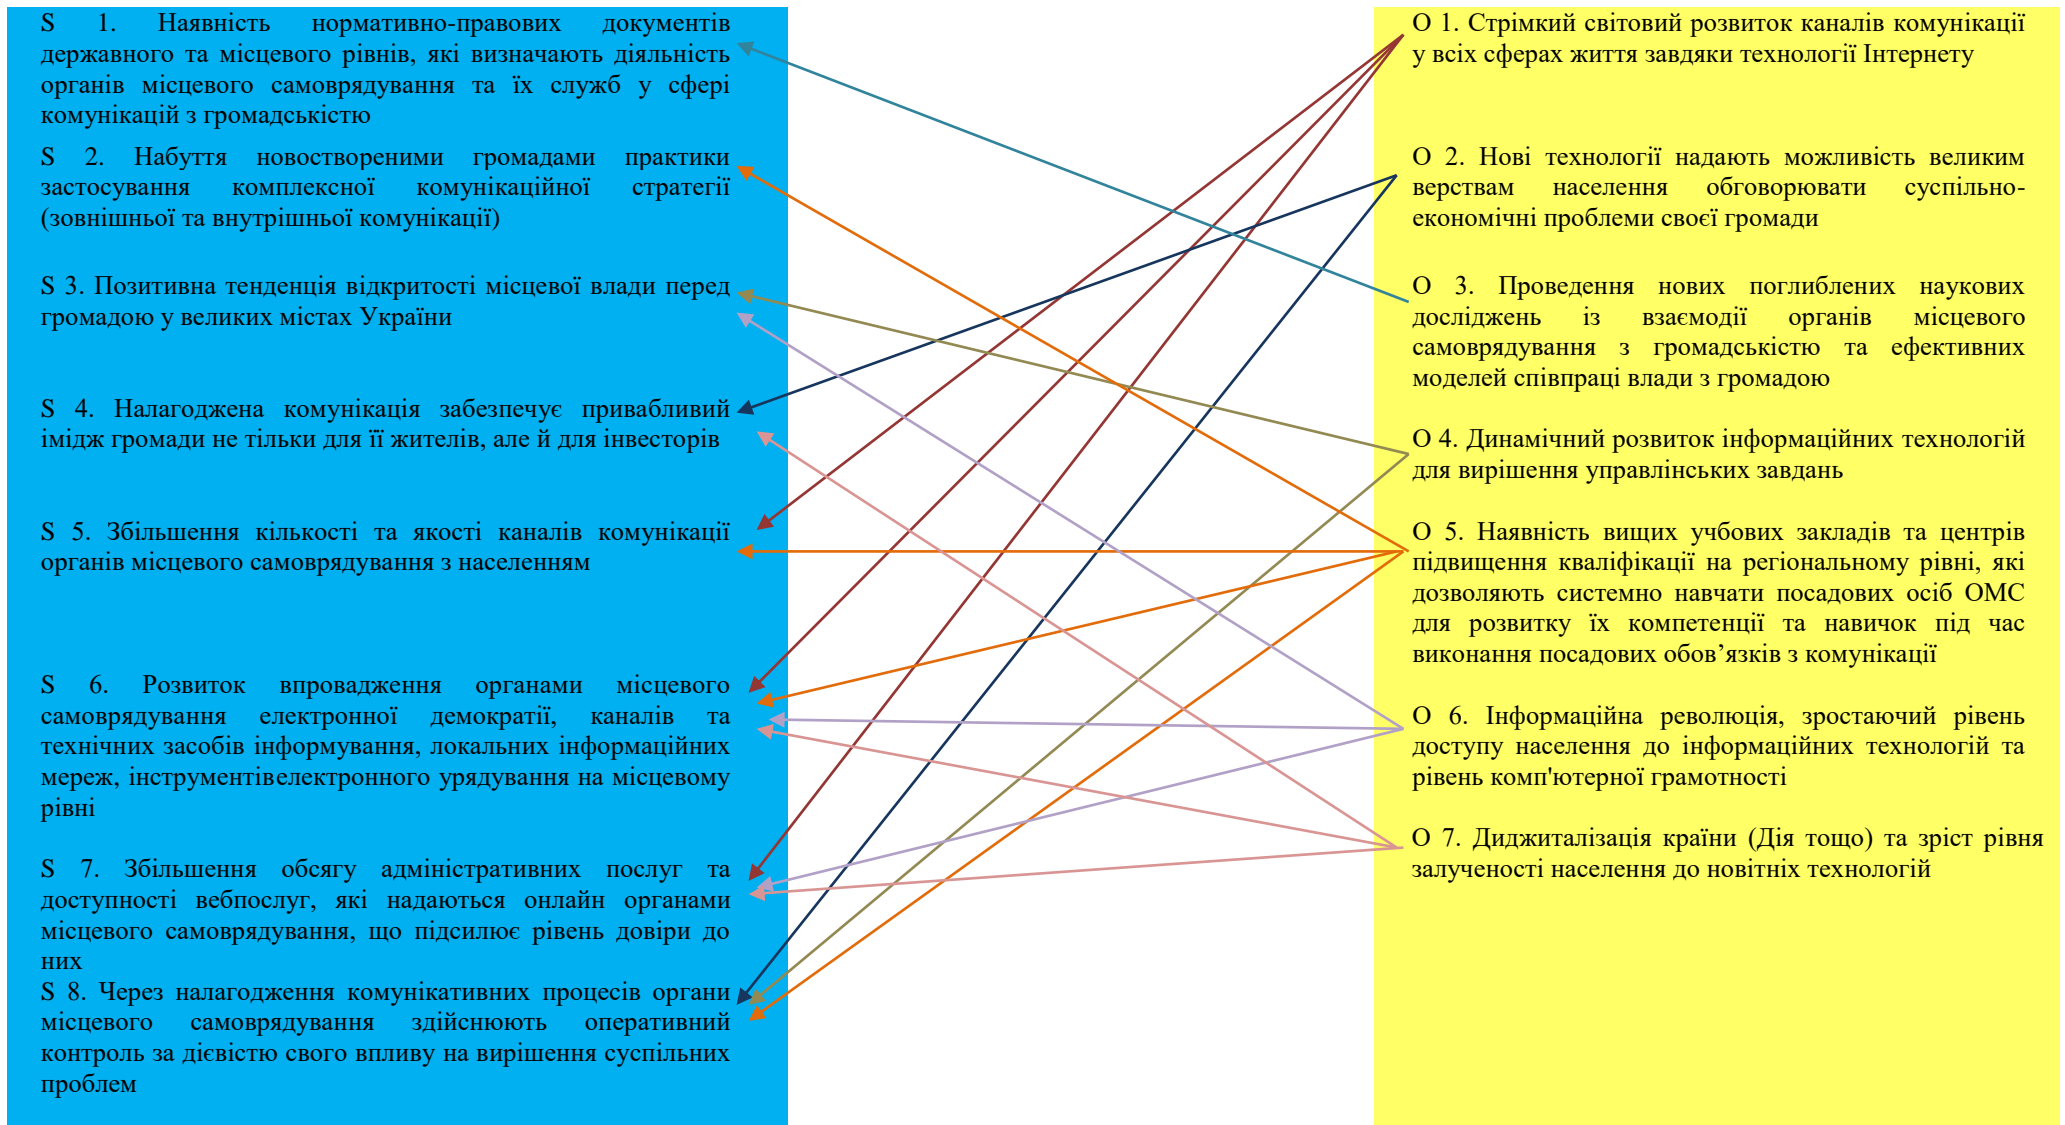 S 1. Наявність нормативно-правових документів
державного та місцевого рівнів, які визначають діяльність
органів місцевого самоврядування та їх служб у сфері
комунікацій з громадськістю
S 2. Набуття новоствореними громадами практики
застосування комплексної комунікаційної стратегії
(зовнішньої та внутрішньої комунікації)
S 3. Позитивна тенденція відкритості місцевої влади перед
громадою у великих містах України
S 4. Налагоджена комунікація забезпечує привабливий
імідж громади не тільки для її жителів, але й для інвесторів
S 5. Збільшення кількості та якості каналів комунікації
органів місцевого самоврядування з населенням
S 6. Розвиток впровадження органами місцевого
самоврядування електронної демократії, каналів та
технічних засобів інформування, локальних інформаційних
мереж, інструментівелектронного урядування на місцевому
рівні
S 7. Збільшення обсягу адміністративних послуг та
доступності вебпослуг, які надаються онлайн органами
місцевого самоврядування, що підсилює рівень довіри до
них
S 8. Через налагодження комунікативних процесів органи
місцевого самоврядування здійснюють оперативний
контроль за дієвістю свого впливу на вирішення суспільних
проблем
О 1. Стрімкий світовий розвиток каналів комунікації
у всіх сферах життя завдяки технології Інтернету
О 2. Нові технології надають можливість великим
верствам населення обговорювати суспільно-
економічні проблеми своєї громади
О 3. Проведення нових поглиблених наукових
досліджень із взаємодії органів місцевого
самоврядування з громадськістю та ефективних
моделей співпраці влади з громадою
О 4. Динамічний розвиток інформаційних технологій
для вирішення управлінських завдань
О 5. Наявність вищих учбових закладів та центрів
підвищення кваліфікації на регіональному рівні, які
дозволяють системно навчати посадових осіб ОМС
для розвитку їх компетенції та навичок під час
виконання посадових обов’язків з комунікації
О 6. Інформаційна революція, зростаючий рівень
доступу населення до інформаційних технологій та
рівень комп'ютерної грамотності
О 7. Диджиталізація країни (Дія тощо) та зріст рівня
залученості населення до новітніх технологій